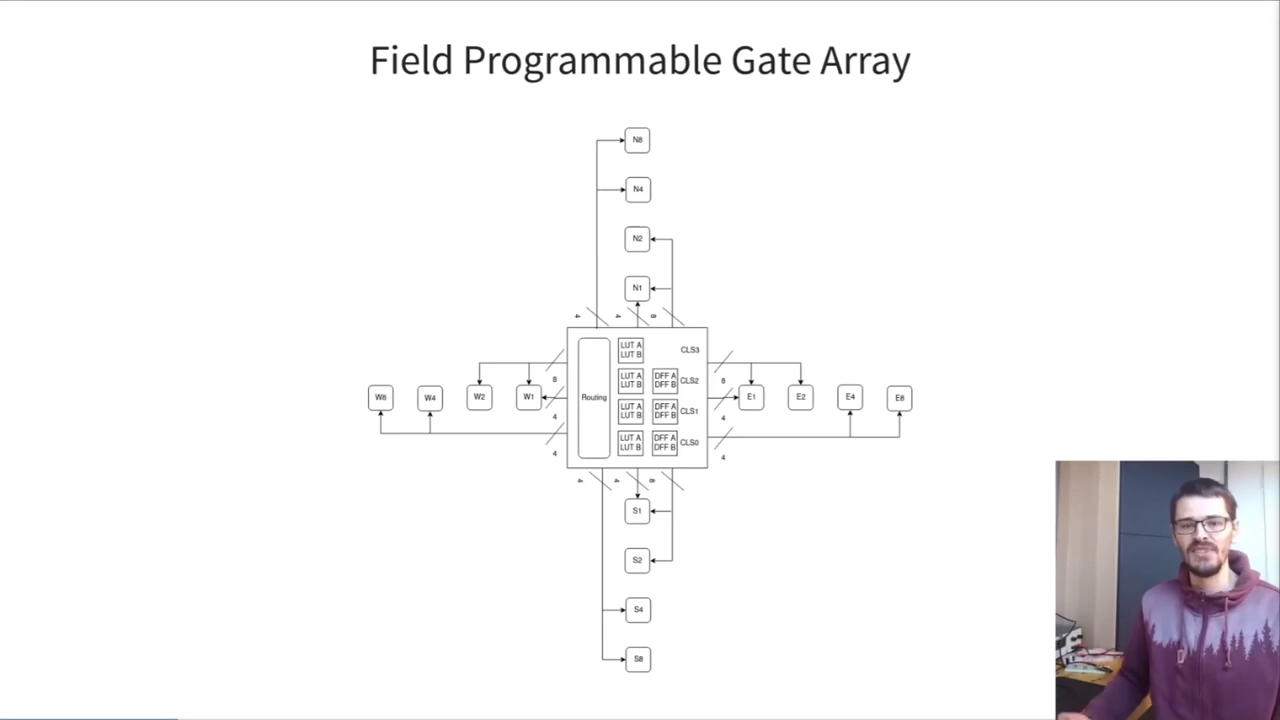 Field Programmable Gate Array
N8
N4
N2
N1
4
4
8
LUT A
LUT B
CLS3
8
8
LUT A
LUT B
DFF A
DFF B
CLS2
W8
W4
W2
W1
Routing
E1
E2
E4
E8
4
4
LUT A
LUT B
DFF A
DFF B
CLS1
LUT A
LUT B
DFF A
DFF B
CLS0
4
4
4
4
8
S1
S2
S4
S8